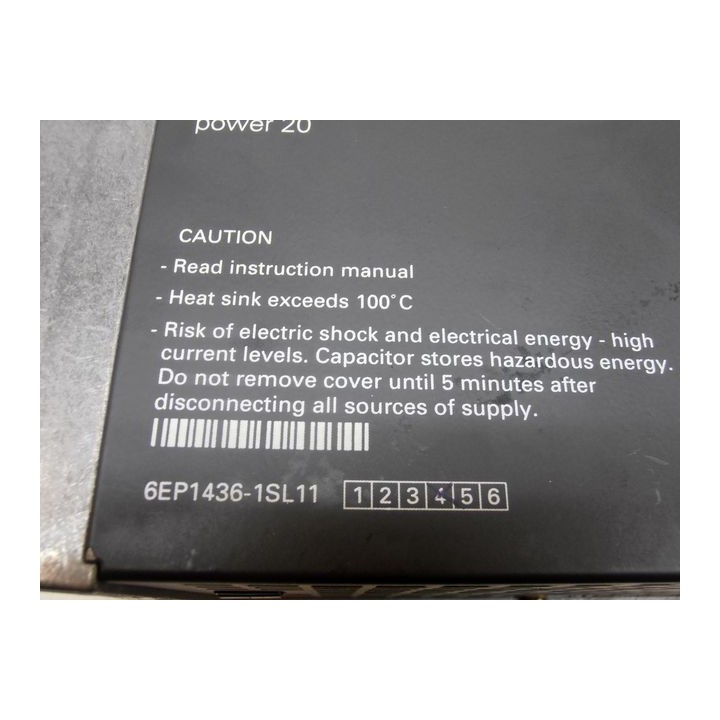 power 20
CAUTION
- Read instruction manual
- Heat sink exceeds 100°C
- Risk of electric shock and electrical energy - high
current levels. Capacitor stores hazardous energy.
Do not remove cover until 5 minutes after
disconnecting all sources of supply.
6EP1436-1SL11 1 2 3 4 5 6